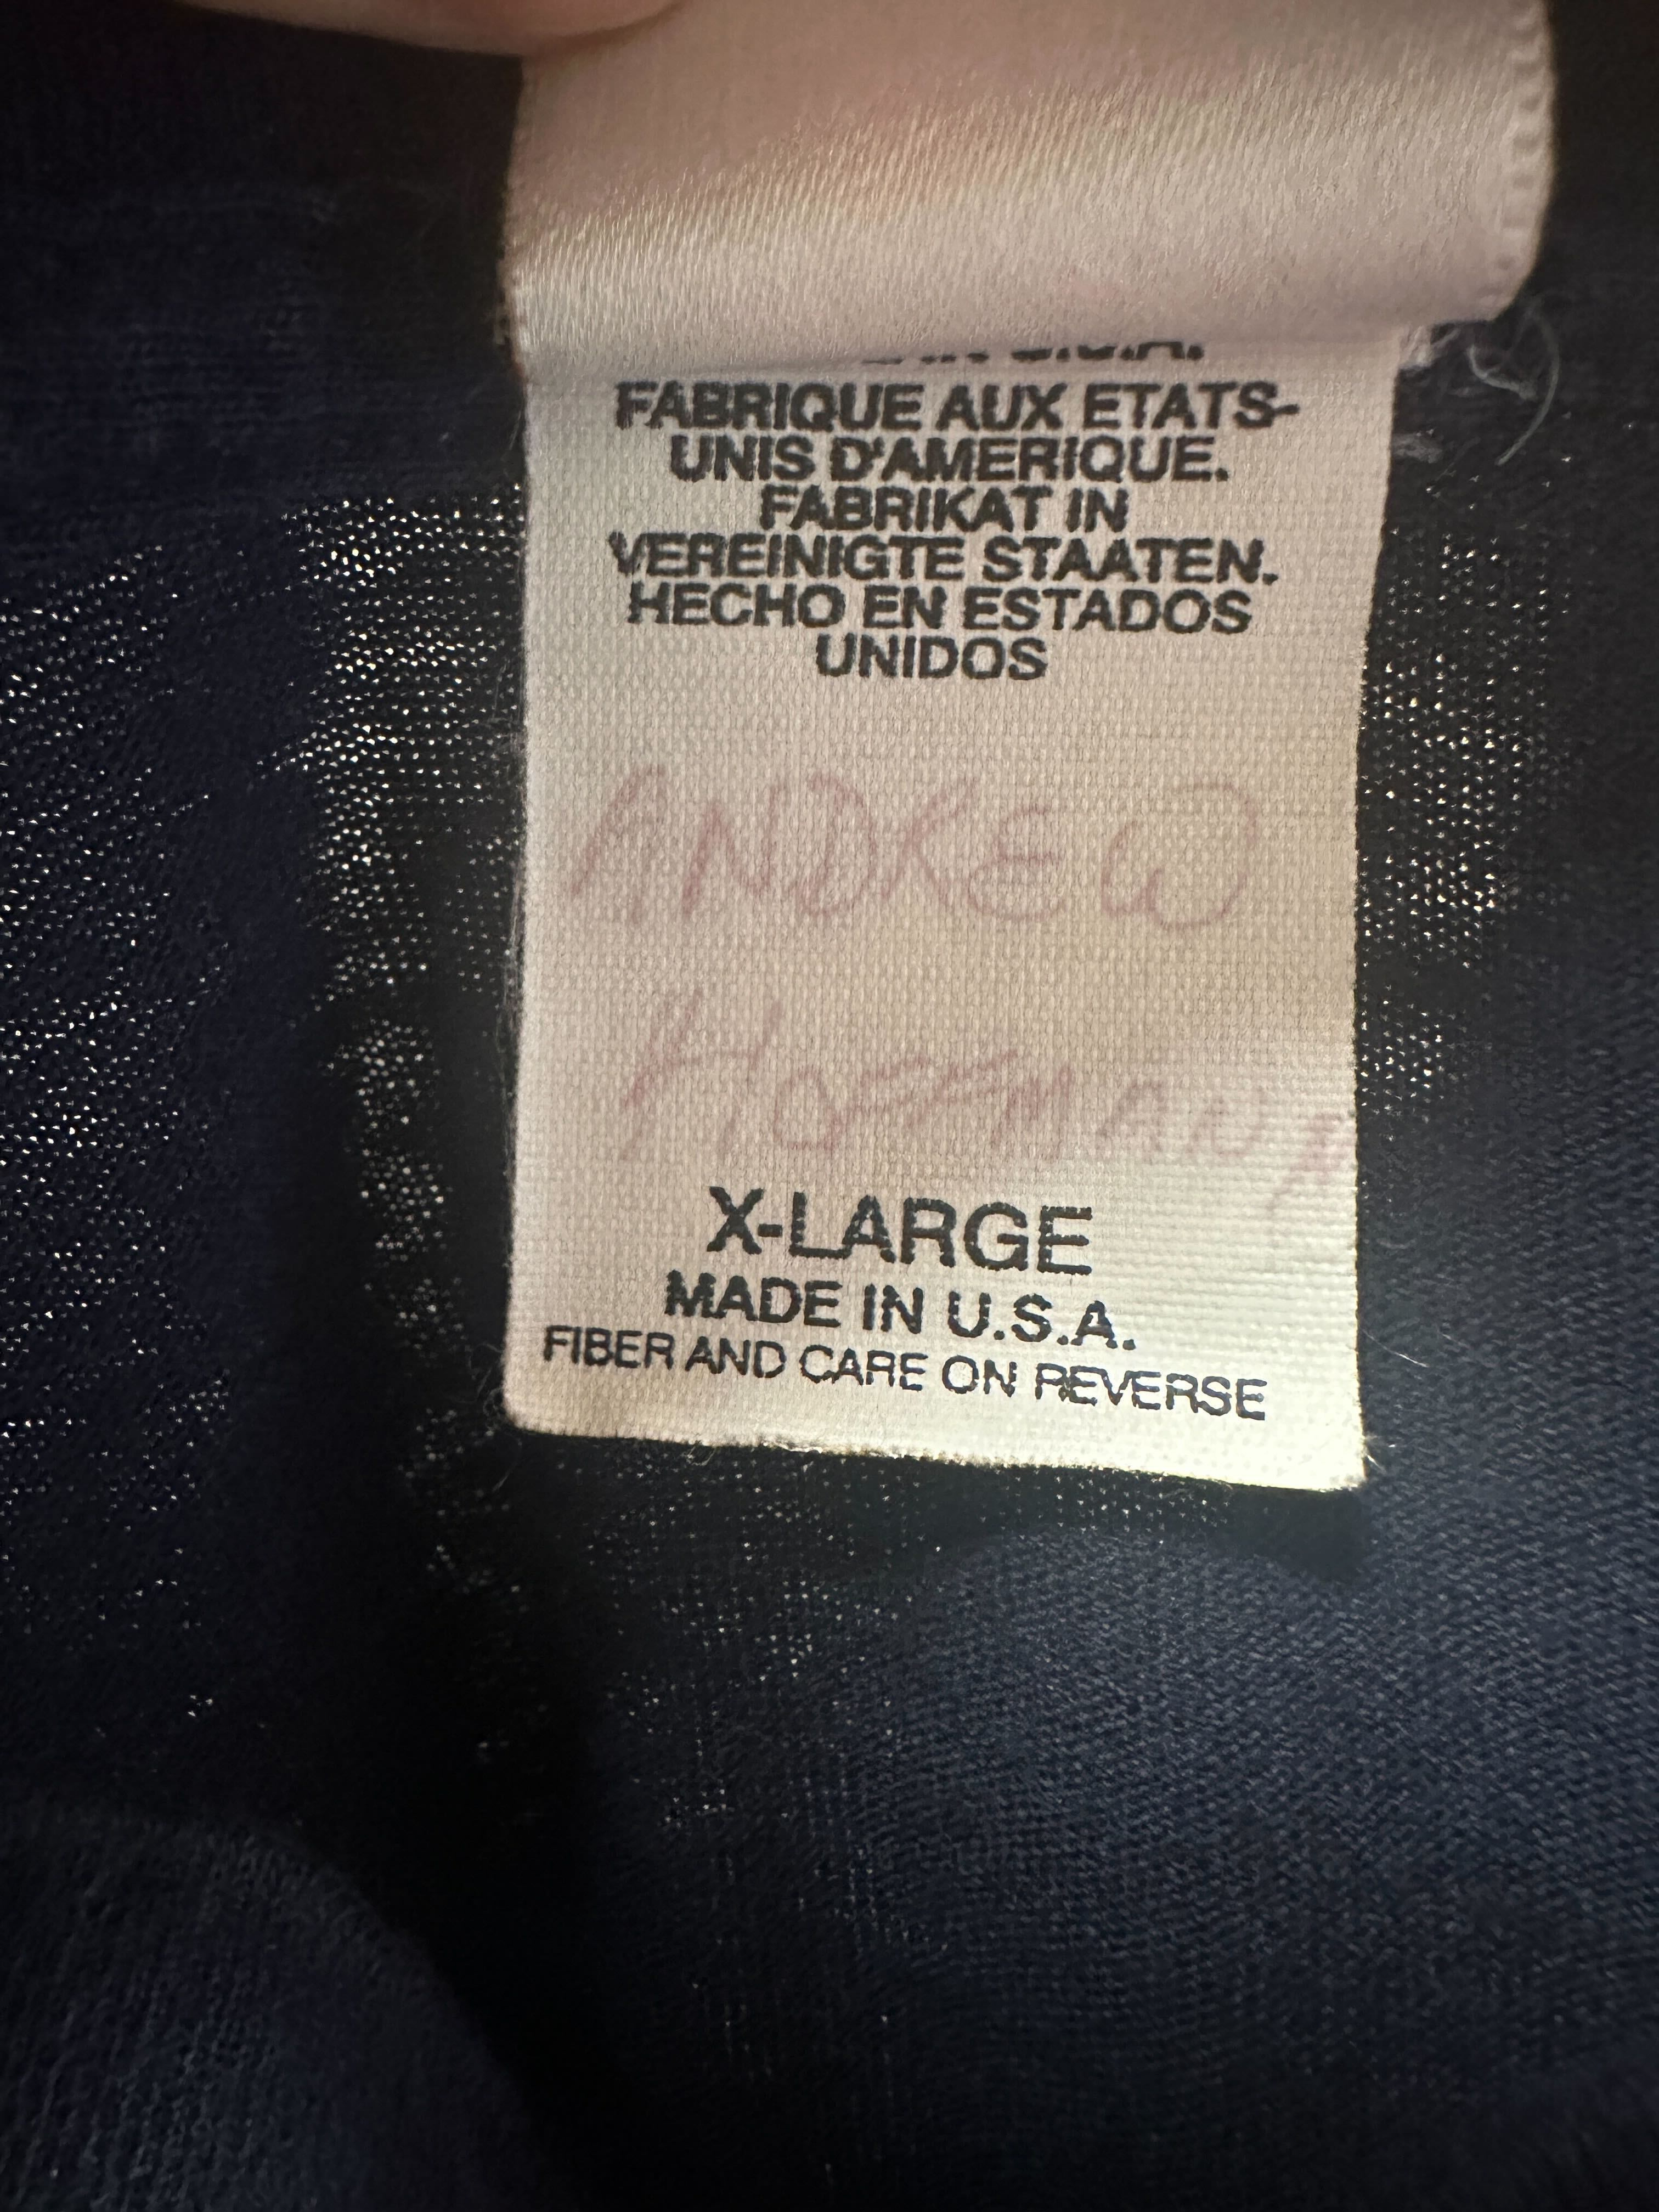 U.S.A.
FABRIQUE AUX ETATS-
UNIS D'AMERIQUE.
FABRIKAT IN
VEREINIGTE STAATEN.
HECHO EN ESTADOS
UNIDOS
ANDREW
HOFFMAN
X-LARGE
MADE IN U.S.A.
FIBER AND CARE ON REVERSE